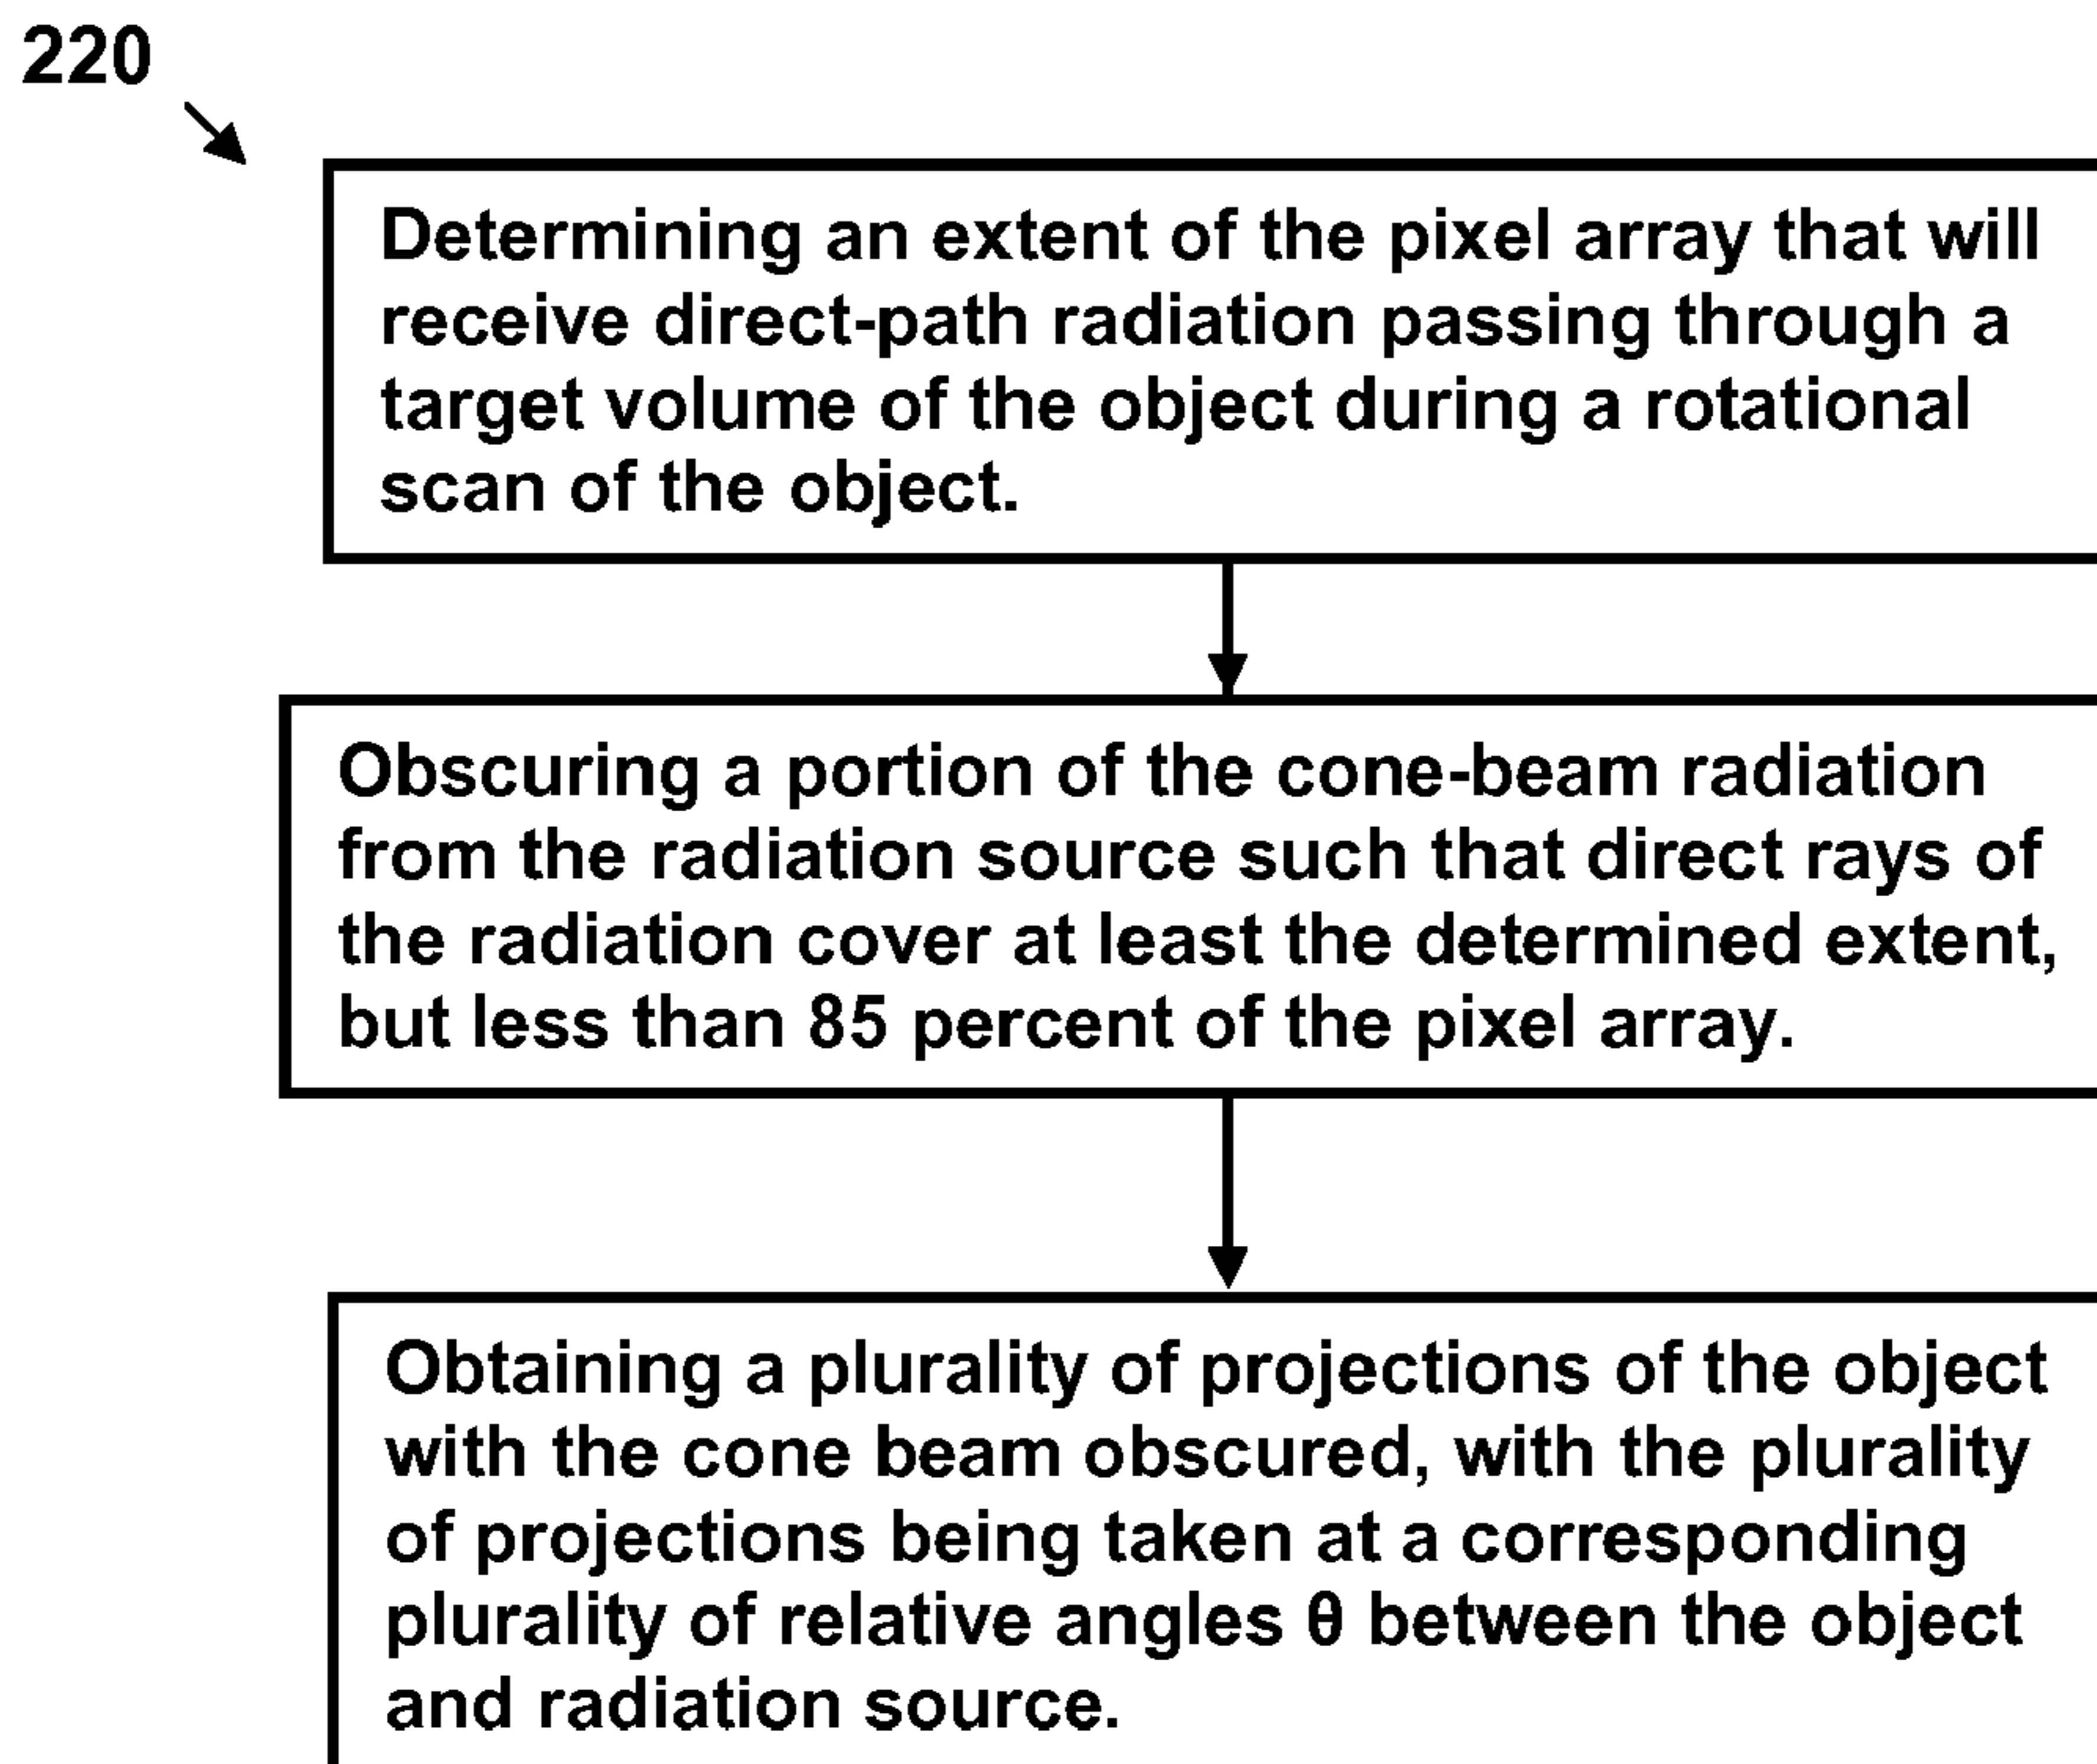 220
Determining an extent of the pixel array that will
receive direct-path radiation passing through a
target volume of the object during a rotational
scan of the object.
Obscuring a portion of the cone-beam radiation
from the radiation source such that direct rays of
the radiation cover at least the determined extent,
but less than 85 percent of the pixel array.
Obtaining a plurality of projections of the object
with the cone beam obscured, with the plurality
of projections being taken at a corresponding
plurality of relative angles θ between the object
and radiation source.